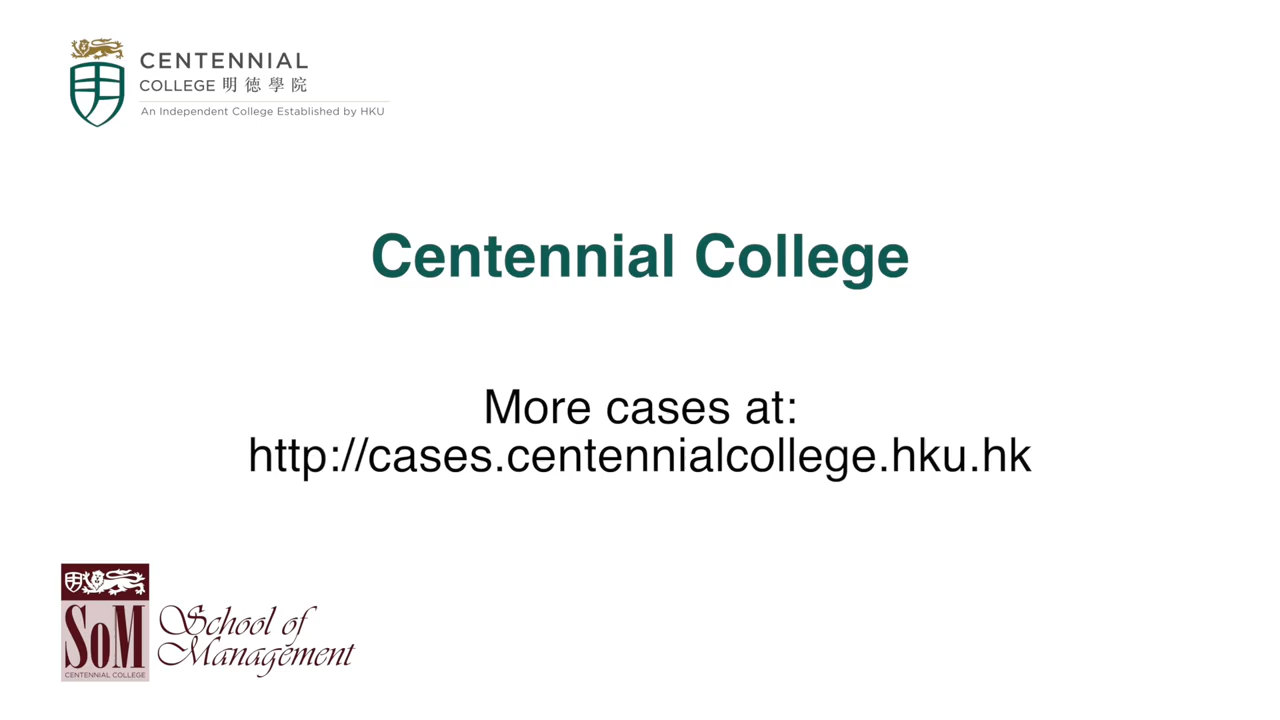 CENTENNIAL
COLLEGE 明德學院
An Independent College Established by HKU
Centennial College
More cases at:
http://cases.centennialcollege.hku.hk
SoM
CENTENNIAL COLLEGE
School of
Management